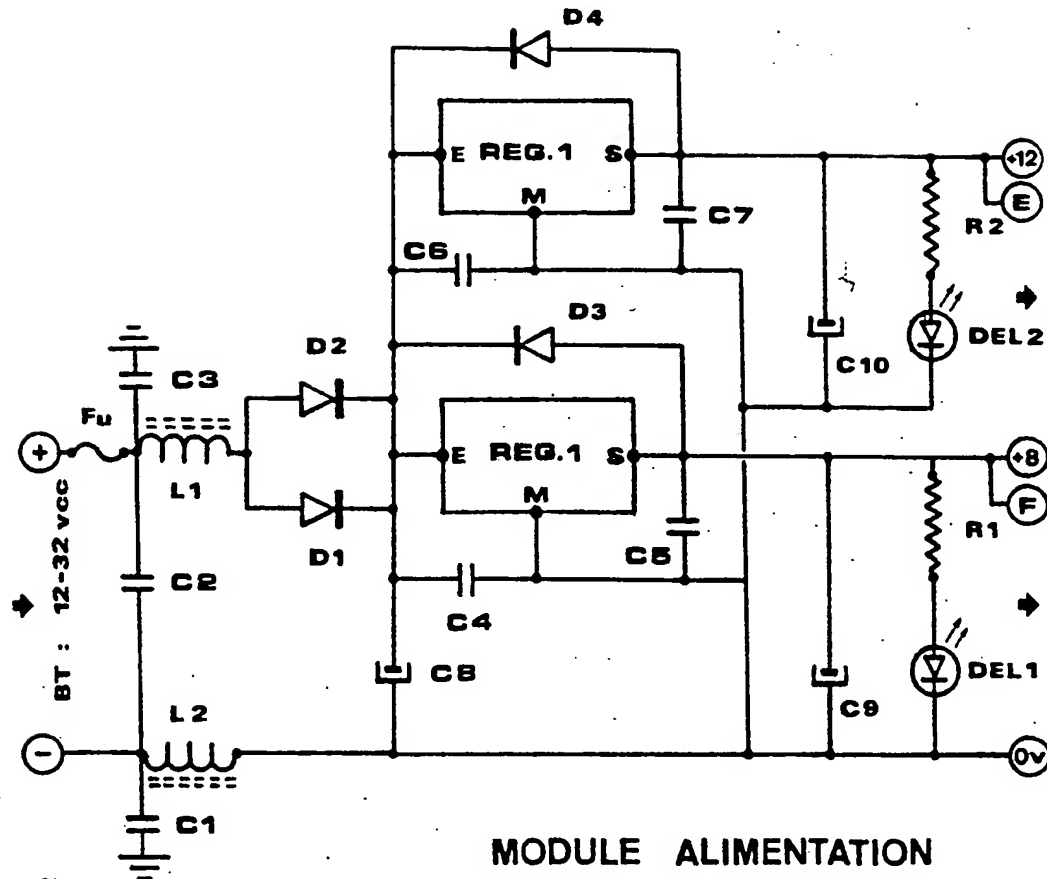 D4
E REG.1 S
M
+12
E
C7
R2
C6
D3
DEL2
C10
D2
C3
Fu
+
L1
E REG.1 S
M
+8
F
D1
C5
R1
C2
C4
BT : 12-32 vcc
C8
DEL1
L2
C9
−
0v
C1
MODULE ALIMENTATION